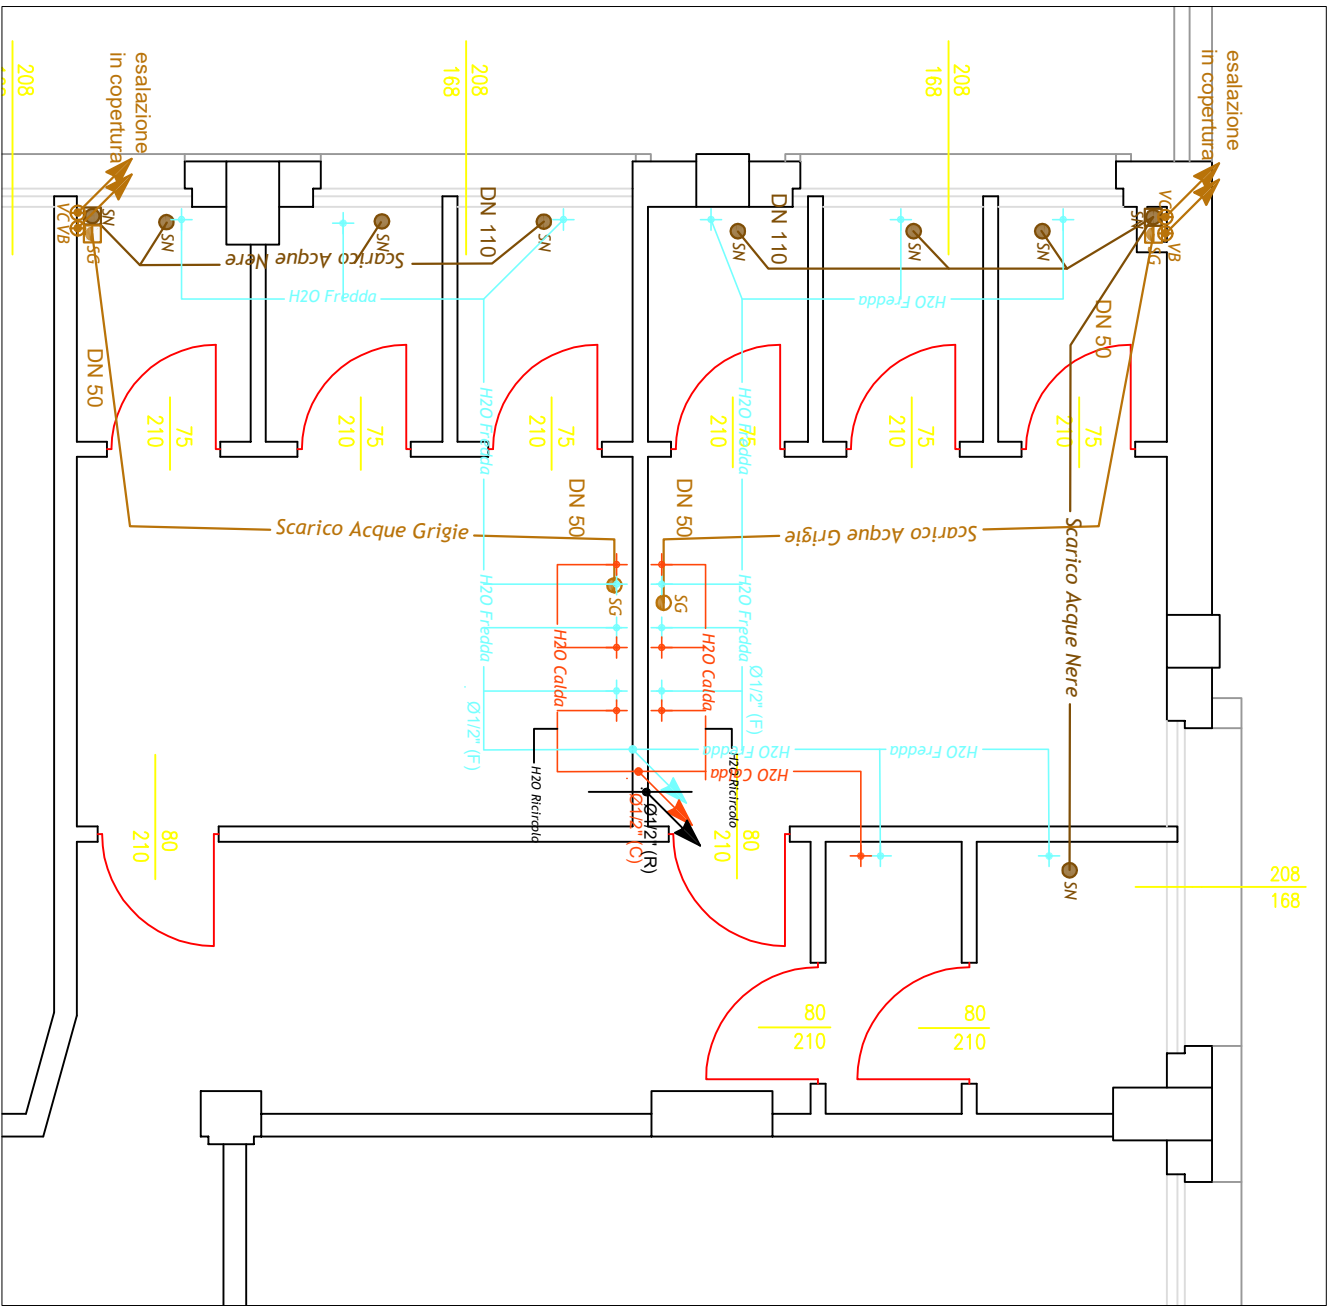 esalazione
in copertura
esalazione
in copertura
208
208
168
208
168
VC
VB
SN
SG
SN
SN
SN
DN 110
SN
DN 110
SN
SN
SN
VC
VB
SG
Scarico Acque Nere
H2O Fredda
H2O Fredda
DN 50
DN 50
75
210
75
210
75
210
75
210
75
210
75
210
H2O Fredda
H2O Fredda
DN 50
DN 50
Scarico Acque Grigie
Scarico Acque Grigie
Scarico Acque Nere
SG
SG
H2O Fredda
H2O Fredda
H2O Calda
H2O Calda
Ø1/2" (F)
Ø1/2" (F)
H2O Fredda
H2O Fredda
H2O Calda
H2O Ricircolo
H2O Ricircolo
Ø1/2" (C)
Ø1/2" (R)
80
210
80
210
SN
208
168
80
210
80
210